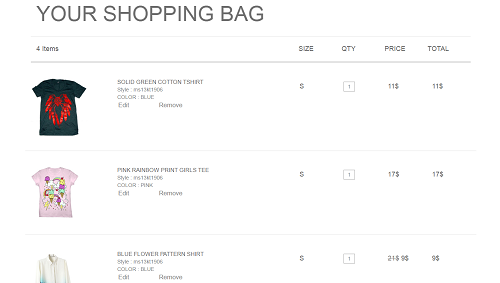 YOUR SHOPPING BAG
4 Items SIZE QTY PRICE TOTAL
SOLID GREEN COTTON TSHIRT
Style : ms13kt1906
COLOR : BLUE
Edit Remove
S 1 11$ 11$
PINK RAINBOW PRINT GIRLS TEE
Style : ms13kt1906
COLOR : PINK
Edit Remove
S 1 17$ 17$
BLUE FLOWER PATTERN SHIRT
Style : ms13kt1906
COLOR : BLUE
Edit Remove
S 1 21$ 9$ 9$